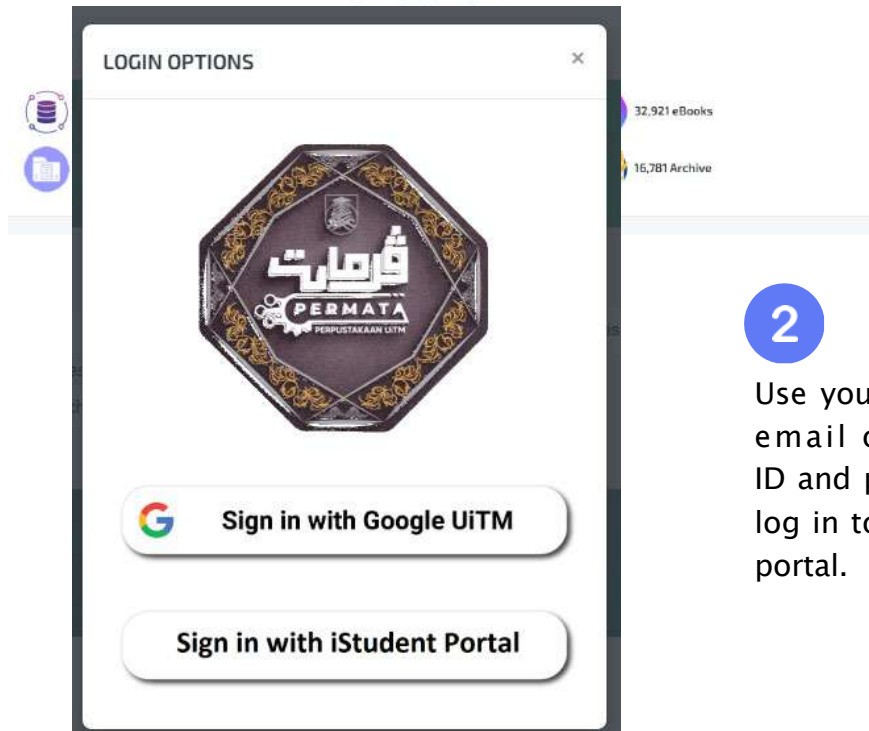 LOGIN OPTIONS
×
32,921 eBooks
16,781 Archive
ڤرمات
PERMATA
PERPUSTAKAAN UiTM
Sign in with Google UiTM
Sign in with iStudent Portal
2
Use
email
ID and
log in
portal.